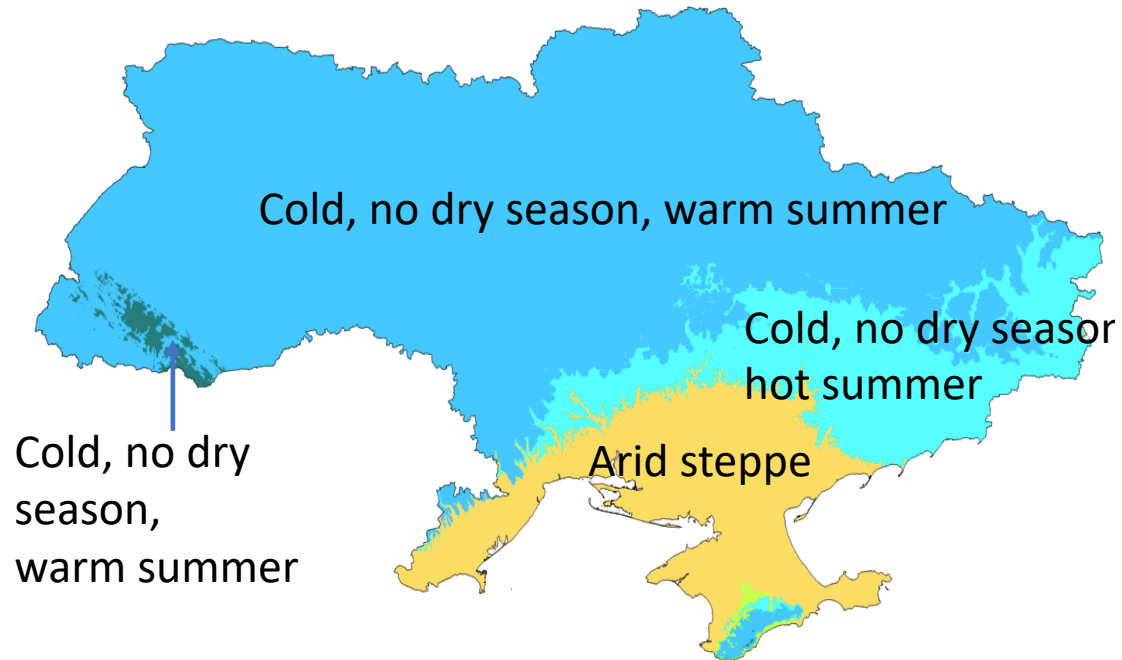 Cold, no dry season, warm summer
Cold, no dry season
hot summer
Arid steppe
Cold, no dry
season,
warm summer